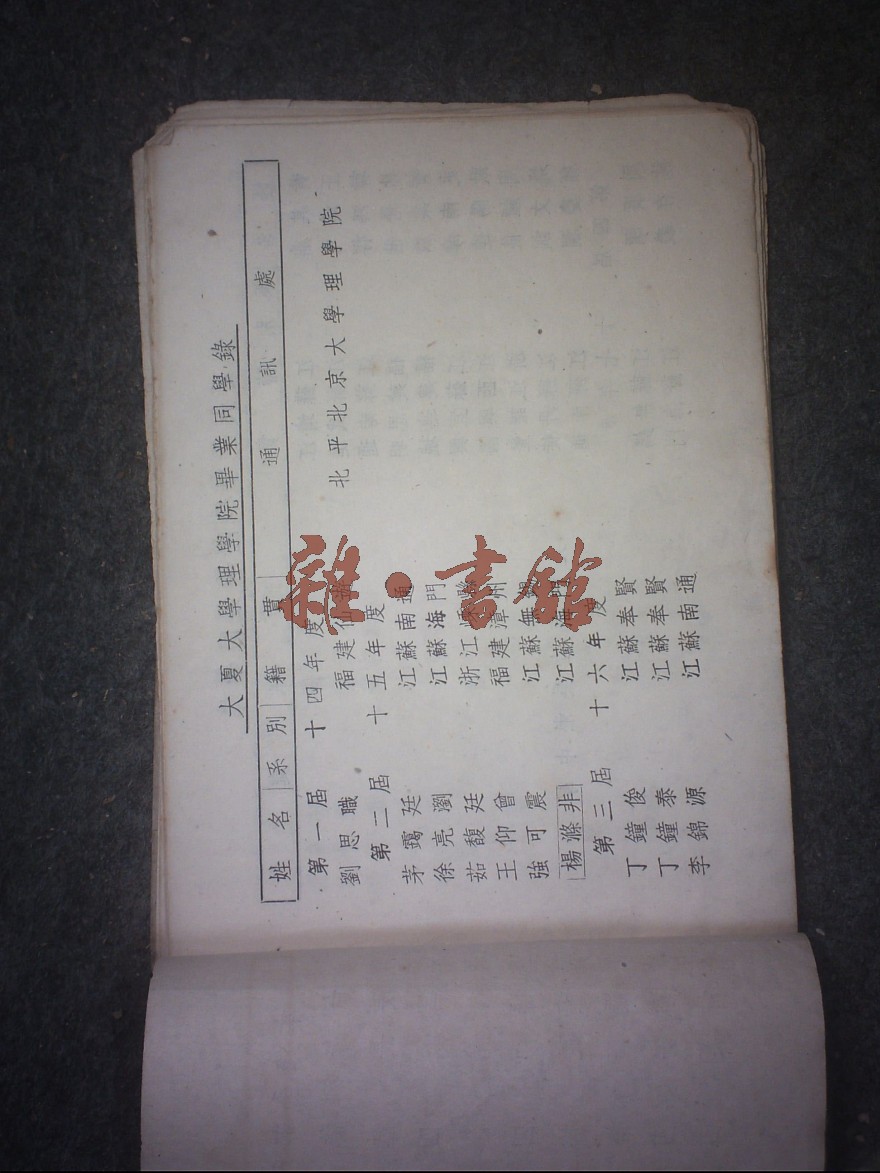 大夏大學理學院畢業同學錄
姓名 系別 籍貫 通訊處
第一屆 十四年度
劉思職 福建仙 北平北京大學理學院
第二屆 十五年度
茅霭廷 江蘇南通
徐亮瀏 江蘇海門
茹馥廷 浙江
王仰曾 福建漳州
強可震 江蘇無
楊滌非 江蘇海
第三屆 十六年度
丁鐘俊 江蘇奉賢
丁鐘泰 江蘇奉賢
李錦源 江蘇南通
書館